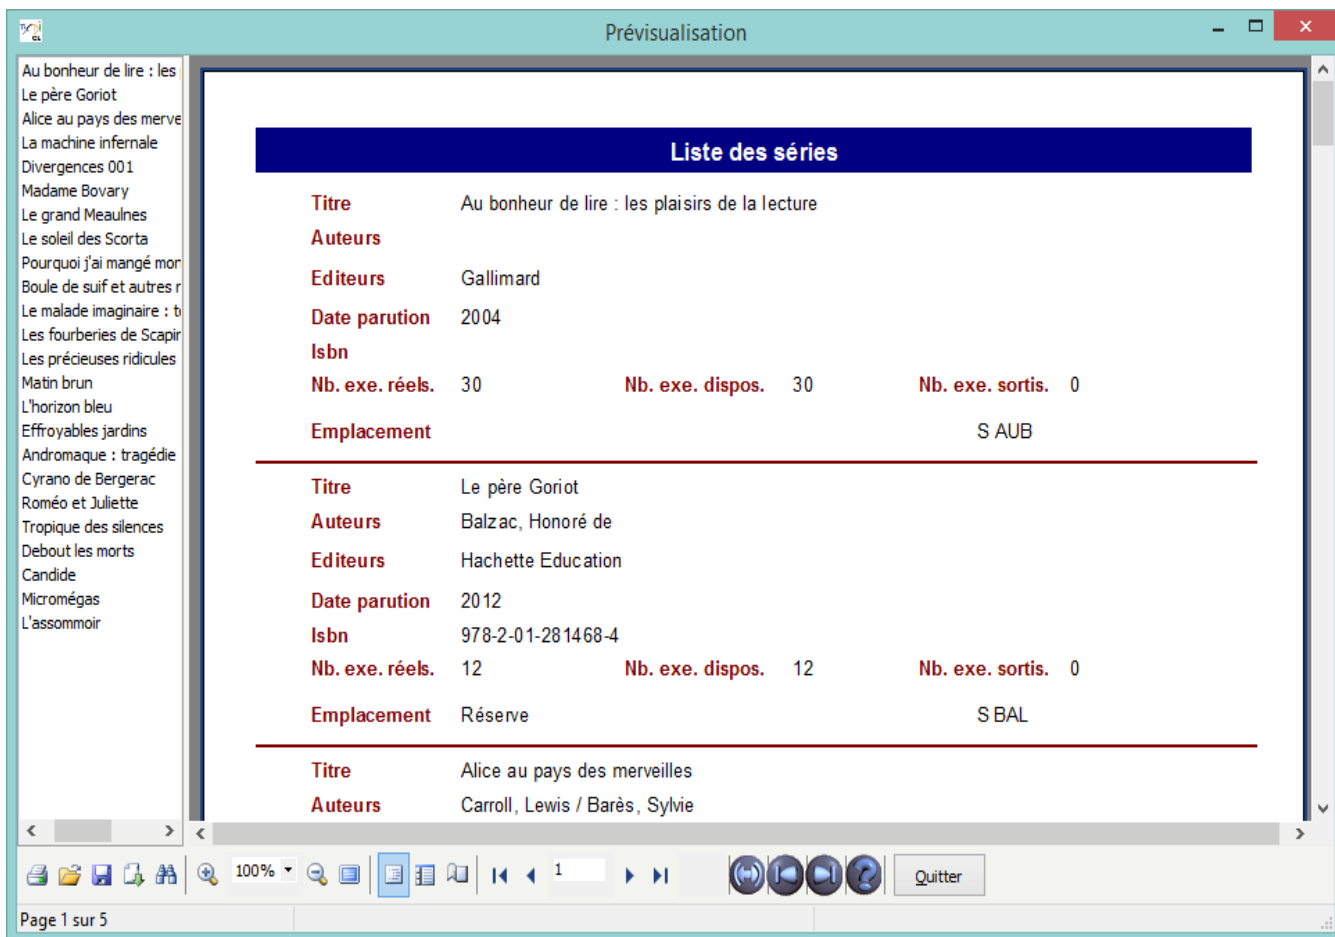 Prévisualisation
Au bonheur de lire : les
Le père Goriot
Alice au pays des merve
La machine infernale
Divergences 001
Madame Bovary
Le grand Meaulnes
Le soleil des Scorta
Pourquoi j'ai mangé mon
Boule de suif et autres n
Le malade imaginaire : te
Les fourberies de Scapin
Les précieuses ridicules
Matin brun
L'horizon bleu
Effroyables jardins
Andromaque : tragédie
Cyrano de Bergerac
Roméo et Juliette
Tropique des silences
Debout les morts
Candide
Micromégas
L'assommoir
Liste des séries
Titre Au bonheur de lire : les plaisirs de la lecture
Auteurs
Editeurs Gallimard
Date parution 2004
Isbn
Nb. exe. réels. 30 Nb. exe. dispos. 30 Nb. exe. sortis. 0
Emplacement S AUB
Titre Le père Goriot
Auteurs Balzac, Honoré de
Editeurs Hachette Education
Date parution 2012
Isbn 978-2-01-281468-4
Nb. exe. réels. 12 Nb. exe. dispos. 12 Nb. exe. sortis. 0
Emplacement Réserve S BAL
Titre Alice au pays des merveilles
Auteurs Carroll, Lewis / Barès, Sylvie
100% 1 Quitter
Page 1 sur 5